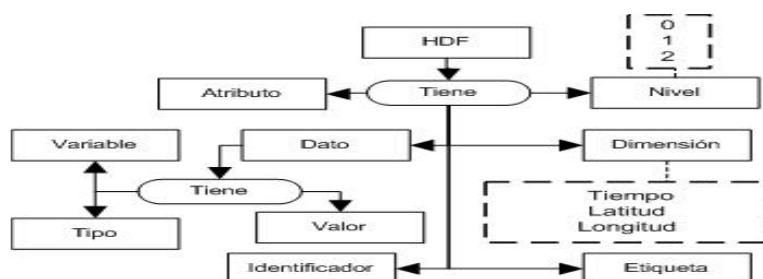 0
HDF
1
2
Atributo
Tiene
Nivel
Variable
Dato
Dimensión
Tiene
Tiempo
Latitud
Longitud
Tipo
Valor
Identificador
Etiqueta